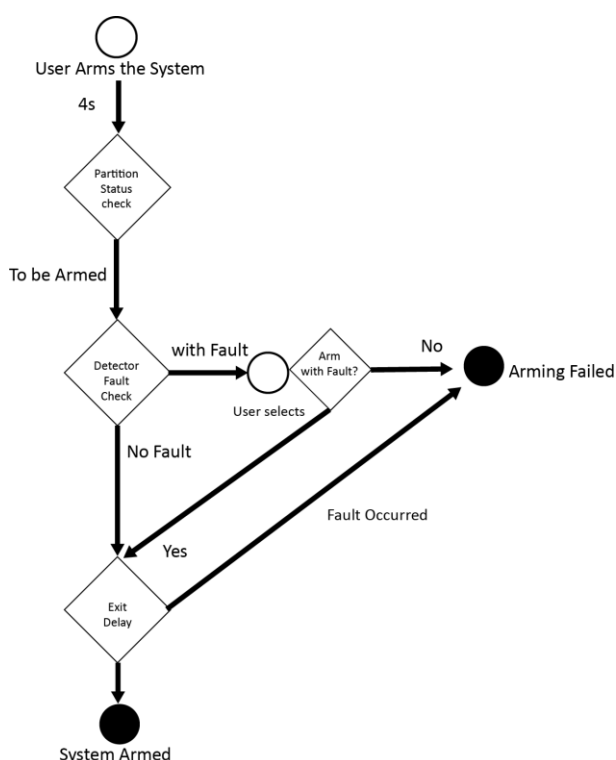 User Arms the System
4s
Partition
Status
check
To be Armed
with Fault
Detector
Fault
Check
Arm
with Fault?
No
Arming Failed
User selects
No Fault
Fault Occurred
Yes
Exit
Delay
System Armed